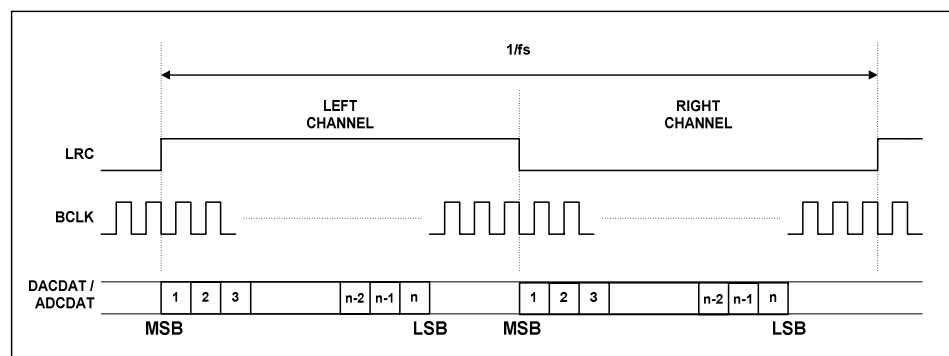 1/fs
LEFT
CHANNEL
RIGHT
CHANNEL
LRC
BCLK
DACDAT /
ADCDAT
1 2 3 n-2 n-1 n 1 2 3 n-2 n-1 n
MSB LSB MSB LSB